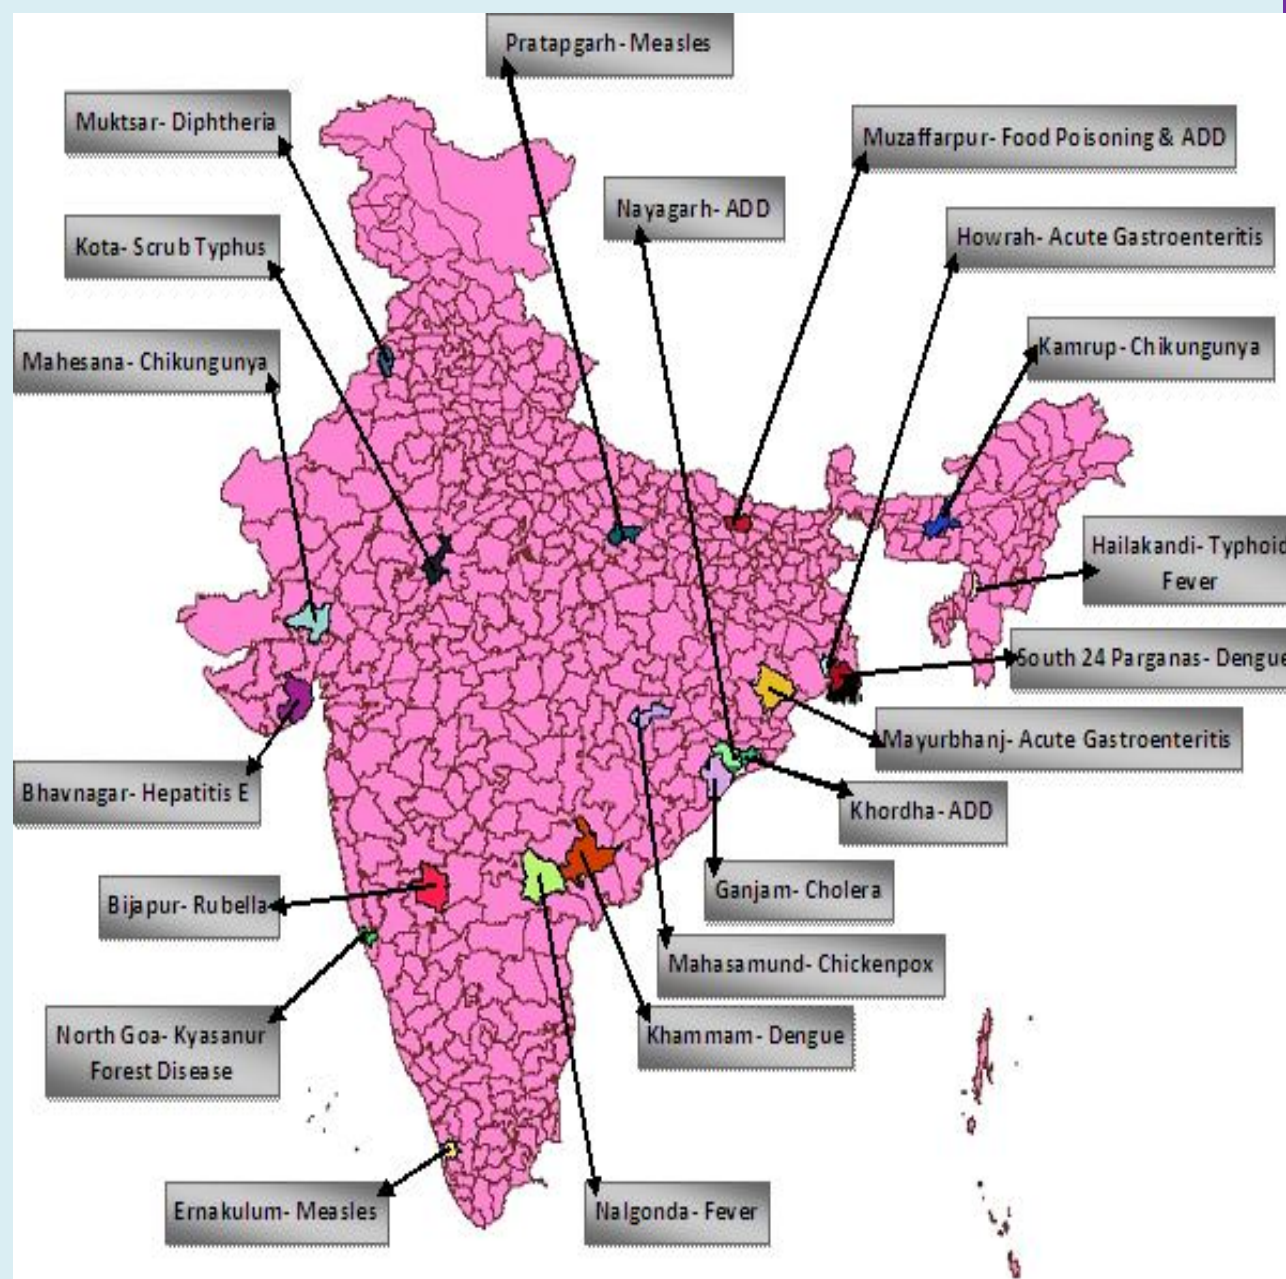 Pratapgarh- Measles
Muktsar- Diphtheria
Muzaffarpur- Food Poisoning & ADD
Nayagarh- ADD
Kota- Scrub Typhus
Howrah- Acute Gastroenteritis
Mahesana- Chikungunya
Kamrup- Chikungunya
Hailakandi- Typhoid
Fever
South 24 Parganas- Dengue
Mayurbhanj- Acute Gastroenteritis
Bhavnagar- Hepatitis E
Khordha- ADD
Ganjam- Cholera
Bijapur- Rubella
Mahasamund- Chickenpox
North Goa- Kyasanur
Forest Disease
Khammam- Dengue
Ernakulum- Measles
Nalgonda- Fever